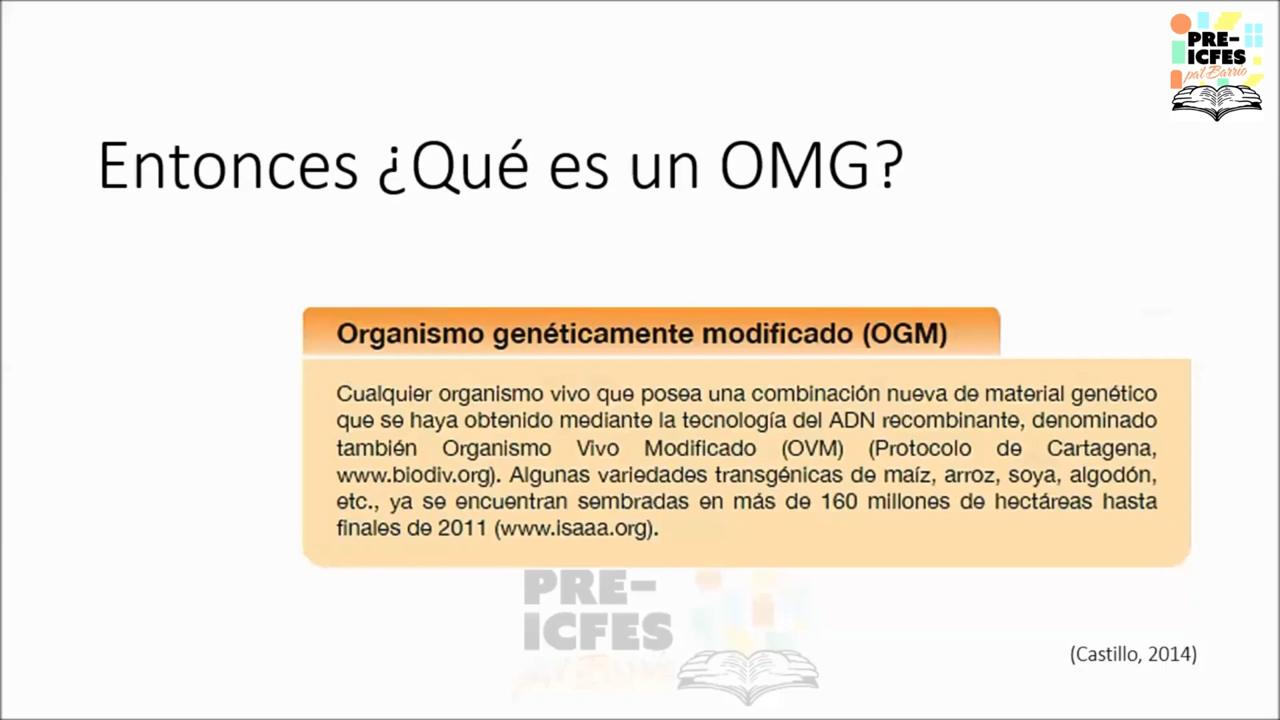 PRE-
ICFES
pa'l Barrio
Entonces ¿Qué es un OMG?
Organismo genéticamente modificado (OGM)
Cualquier organismo vivo que posea una combinación nueva de material genético
que se haya obtenido mediante la tecnología del ADN recombinante, denominado
también Organismo Vivo Modificado (OVM) (Protocolo de Cartagena,
www.biodiv.org). Algunas variedades transgénicas de maíz, arroz, soya, algodón,
etc., ya se encuentran sembradas en más de 160 millones de hectáreas hasta
finales de 2011 (www.isaaa.org).
PRE-
ICFES
(Castillo, 2014)